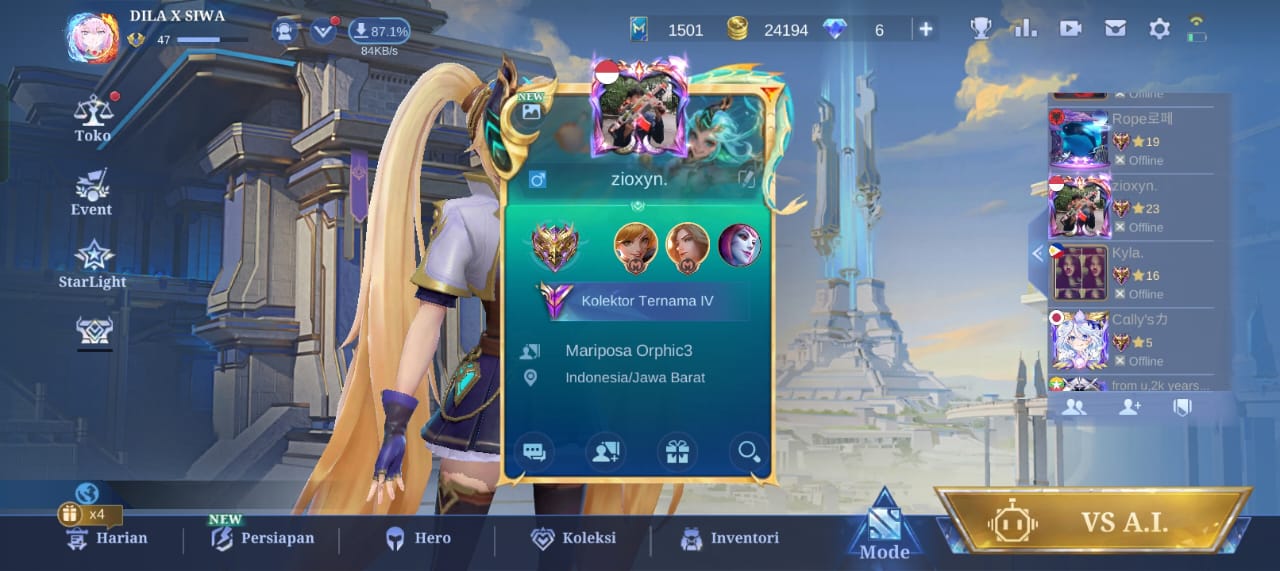 DILA X SIWA
47
87.1%
84KB/s
1501
24194
6
Toko
Event
StarLight
NEW
zioxyn.
Kolektor Ternama IV
Mariposa Orphic3
Indonesia/Jawa Barat
Offline
Rope로페
19
Offline
zioxyn.
23
Offline
Kyla.
16
Offline
Cɑlly's力
5
Offline
from u,2k years...
x4
Harian
NEW
Persiapan
Hero
Koleksi
Inventori
Mode
VS A.I.